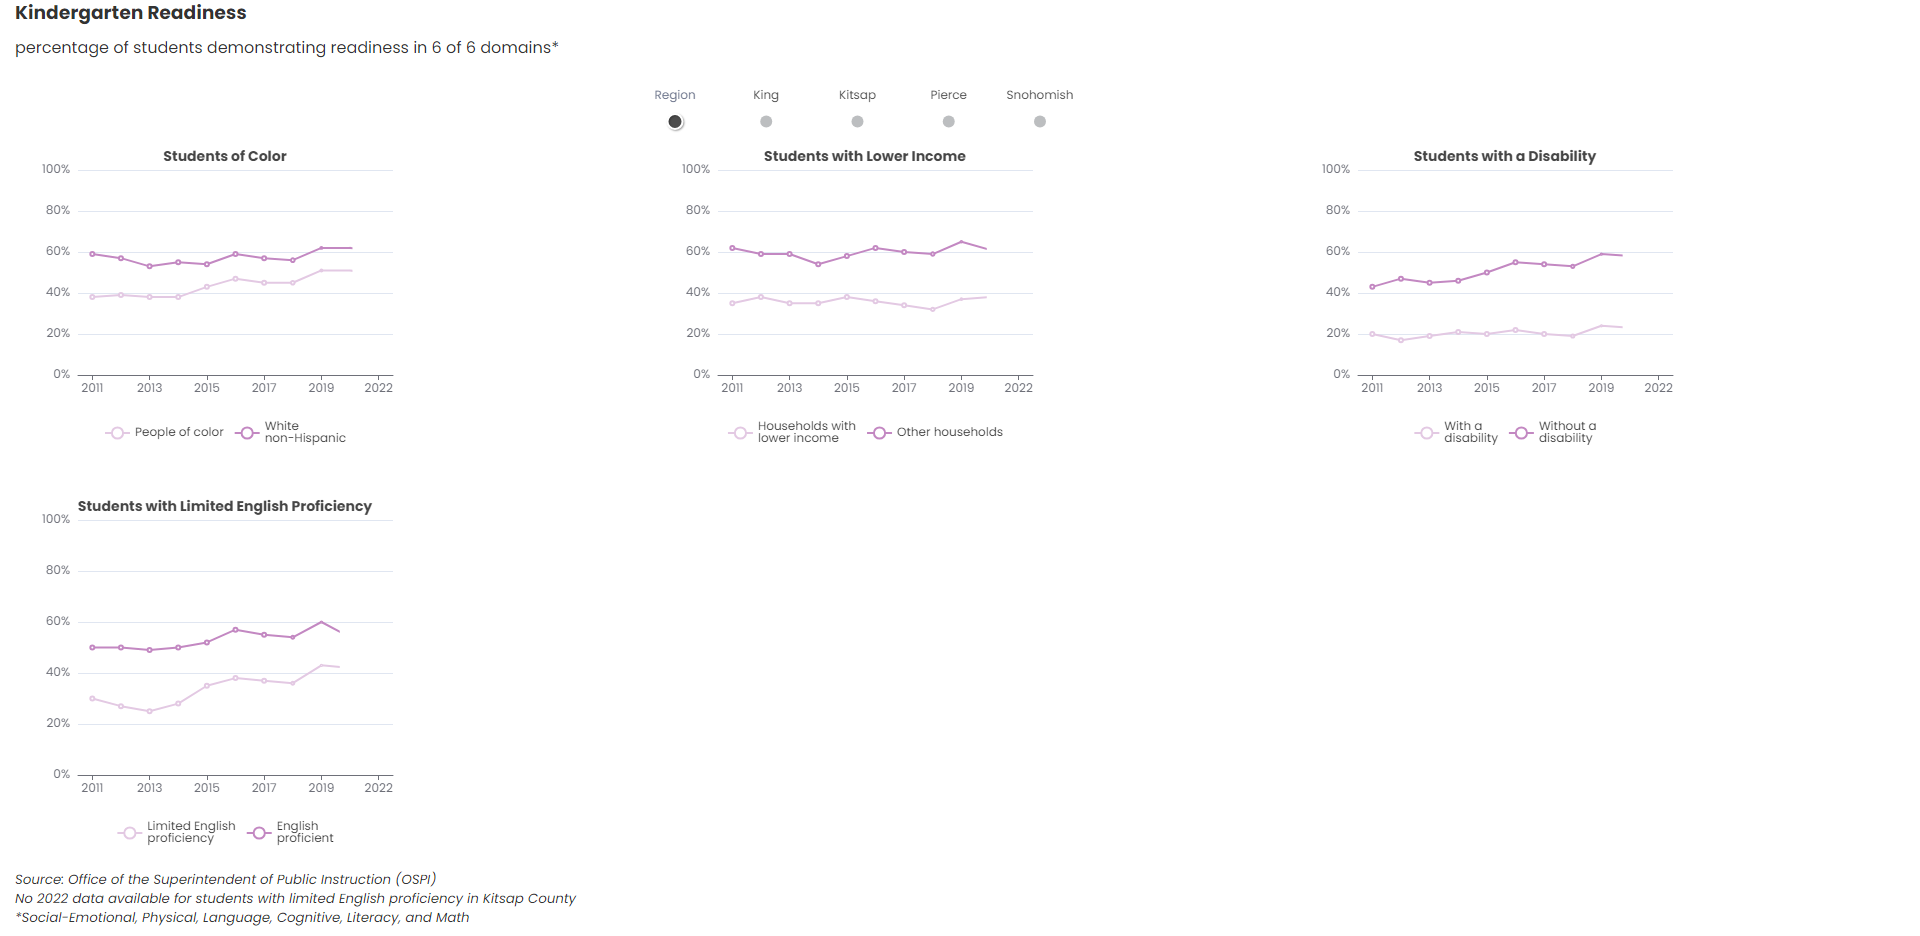 Kindergarten Readiness
percentage of students demonstrating readiness in 6 of 6 domains*
Region King Kitsap Pierce Snohomish
Students of Color
100%
80%
60%
40%
20%
0%
2011 2013 2015 2017 2019 2022
People of color White
non-Hispanic
Students with Lower Income
100%
80%
60%
40%
20%
0%
2011 2013 2015 2017 2019 2022
Households with
lower income Other households
Students with a Disability
100%
80%
60%
40%
20%
0%
2011 2013 2015 2017 2019 2022
With a
disability Without a
disability
Students with Limited English Proficiency
100%
80%
60%
40%
20%
0%
2011 2013 2015 2017 2019 2022
Limited English
proficiency English
proficient
Source: Office of the Superintendent of Public Instruction (OSPI)
No 2022 data available for students with limited English proficiency in Kitsap County
*Social-Emotional, Physical, Language, Cognitive, Literacy, and Math